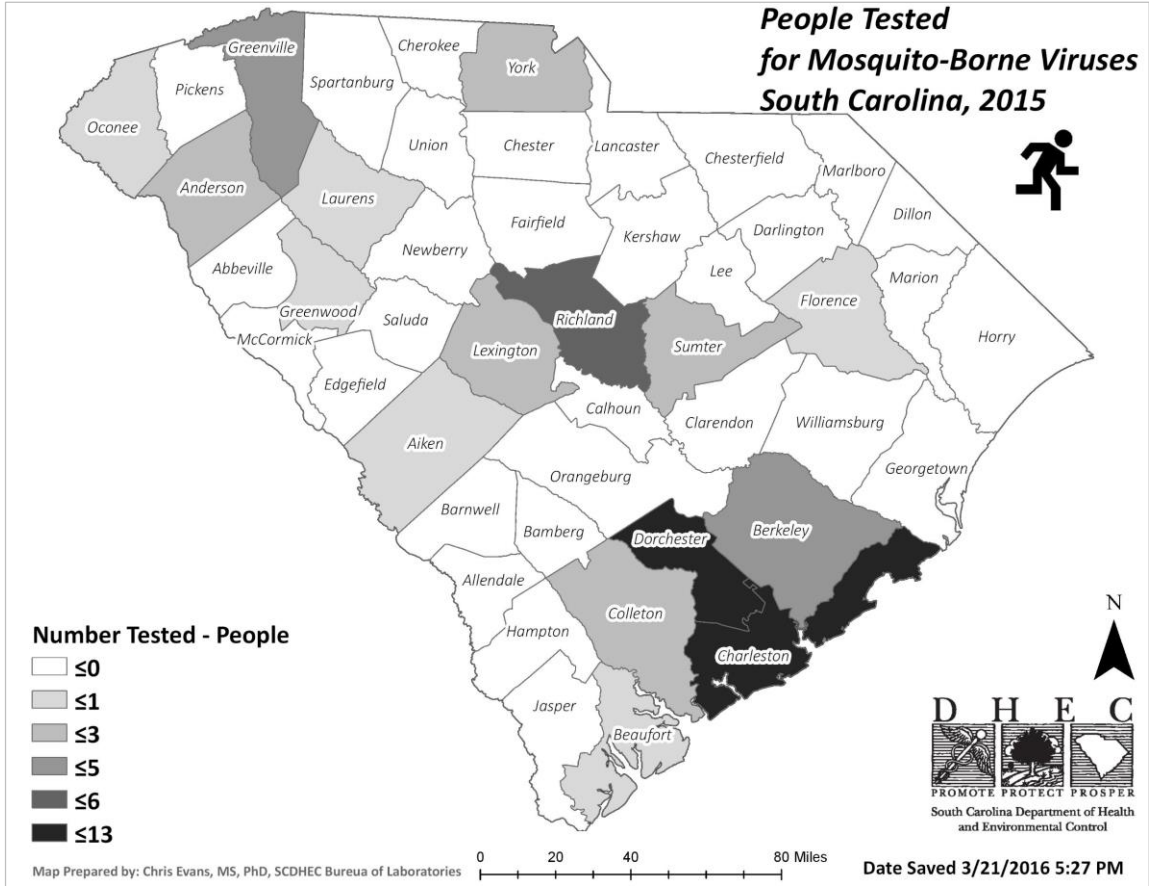 People Tested
for Mosquito-Borne Viruses
South Carolina, 2015
Cherokee
Greenville
York
Spartanburg
Pickens
Oconee
Union
Chester
Lancaster
Chesterfield
Marlboro
Anderson
Laurens
Dillon
Fairfield
Kershaw
Darlington
Newberry
Abbeville
Lee
Marion
Florence
Greenwood
Saluda
Richland
McCormick
Lexington
Sumter
Horry
Edgefield
Calhoun
Clarendon
Williamsburg
Aiken
Georgetown
Orangeburg
Barnwell
Bamberg
Dorchester
Berkeley
Allendale
Colleton
Hampton
Charleston
Jasper
Beaufort
Number Tested - People
≤0
≤1
≤3
≤5
≤6
≤13
N
D H E C
PROMOTE PROTECT PROSPER
South Carolina Department of Health
and Environmental Control
Map Prepared by: Chris Evans, MS, PhD, SCDHEC Bureua of Laboratories
0 20 40 80 Miles
Date Saved 3/21/2016 5:27 PM